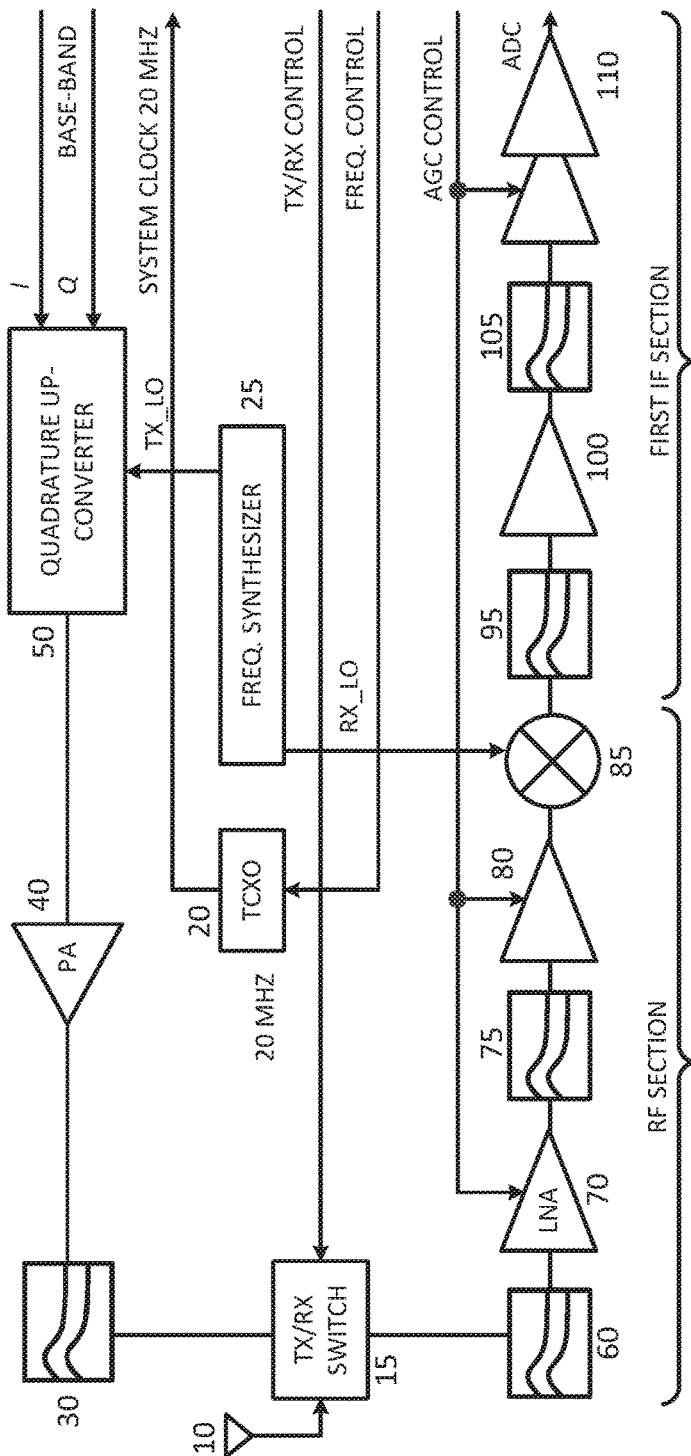 I
Q
BASE-BAND
QUADRATURE UP-
CONVERTER
50
40
PA
30
TX_LO
SYSTEM CLOCK 20 MHZ
FREQ. SYNTHESIZER
25
20
TCXO
20 MHZ
TX/RX CONTROL
RX_LO
FREQ. CONTROL
10
TX/RX
SWITCH
15
AGC CONTROL
60
LNA
70
75
80
85
95
100
105
ADC
110
RF SECTION
FIRST IF SECTION